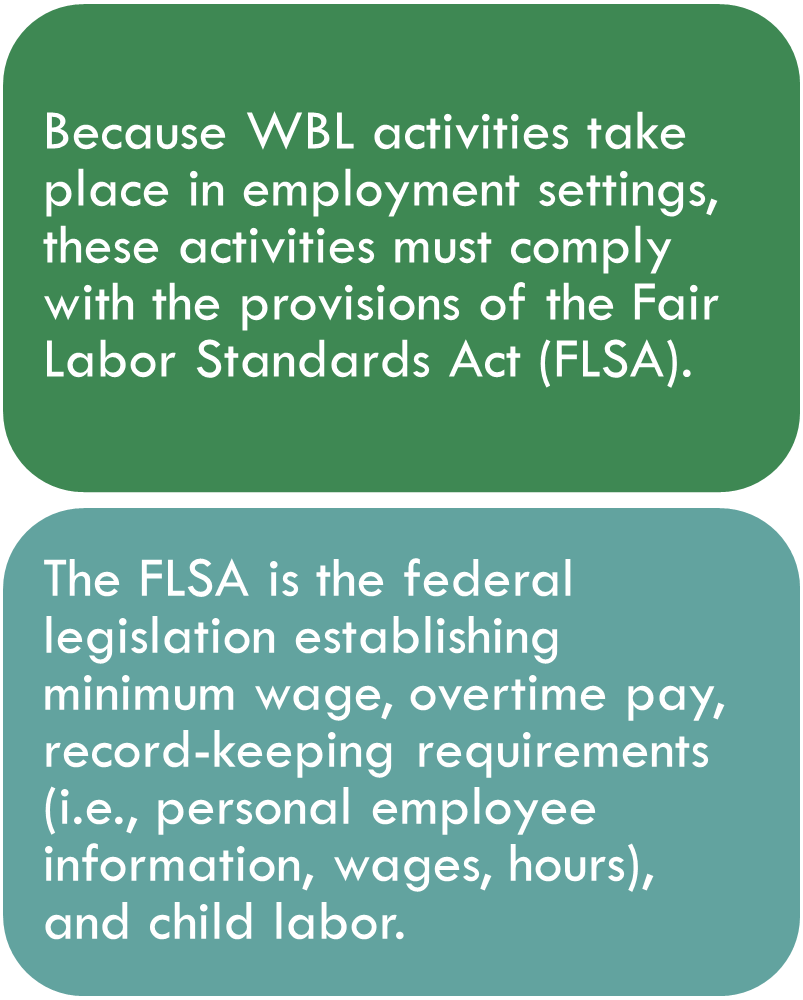 Because WBL activities take
place in employment settings,
these activities must comply
with the provisions of the Fair
Labor Standards Act (FLSA).
The FLSA is the federal
legislation establishing
minimum wage, overtime pay,
record-keeping requirements
(i.e., personal employee
information, wages, hours),
and child labor.